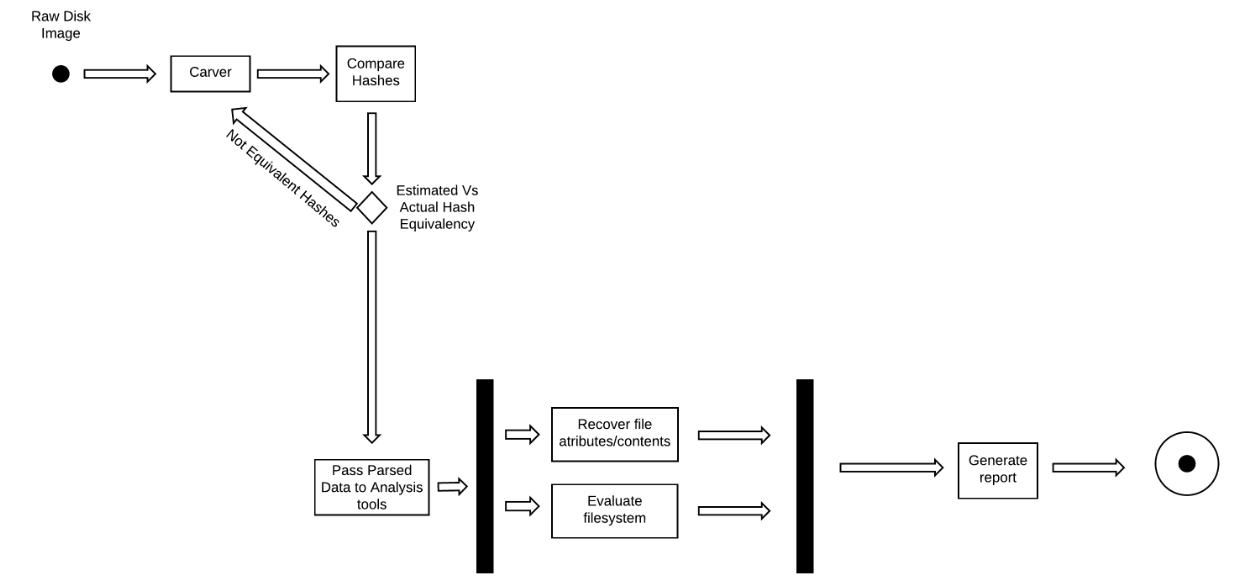 Raw Disk
Image
Carver
Compare
Hashes
Not Equivalent Hashes
Estimated Vs
Actual Hash
Equivalency
Pass Parsed
Data to Analysis
tools
Recover file
atributes/contents
Evaluate
filesystem
Generate
report